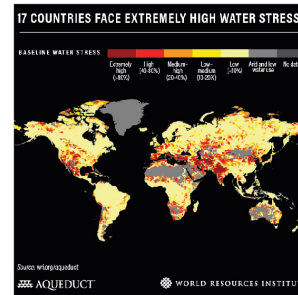 17 COUNTRIES FACE EXTREMELY HIGH WATER STRESS
BASELINE WATER STRESS
Extremely high (>80%)
High (40-80%)
Medium-high (20-40%)
Low-medium (10-20%)
Low (<10%)
Arid and low water use
No dat
Source: wri.org/aqueduct
AQUEDUCT
WORLD RESOURCES INSTITU